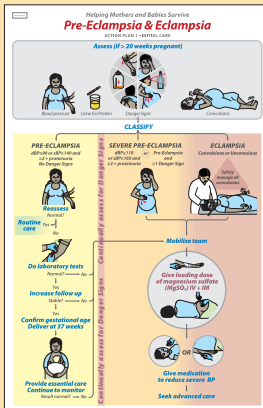 Helping Mothers and Babies Survive
Pre-Eclampsia & Eclampsia
ACTION PLAN 1 • INITIAL CARE
Assess (If > 20 weeks pregnant)
Blood pressure
Urine for Protein
Danger Signs
Convulsions
CLASSIFY
PRE-ECLAMPSIA
dBP≥90 or sBP≥140 and
≥2 + proteinuria
No Danger Signs
Reassess
Normal?
Yes
Routine
care
No
Do laboratory tests
Normal?
No
Yes
Increase follow up
Stable?
No
Yes
Confirm gestational age
Deliver at 37 weeks
Yes
Provide essential care
Continue to monitor
Result normal?
No
Continually assess for Danger Signs
Continually assess for Danger Signs
SEVERE PRE-ECLAMPSIA
dBP≥110
or sBP≥160 and
≥2 + proteinuria
or
Pre-Eclampsia
and
≥1 Danger Sign
ECLAMPSIA
Convulsions or Unconscious
Safely
manage all
convulsions
Mobilize team
Give loading dose
of magnesium sulfate
(MgSO₄) IV + IM
OR
Give medication
to reduce severe BP
Seek advanced care